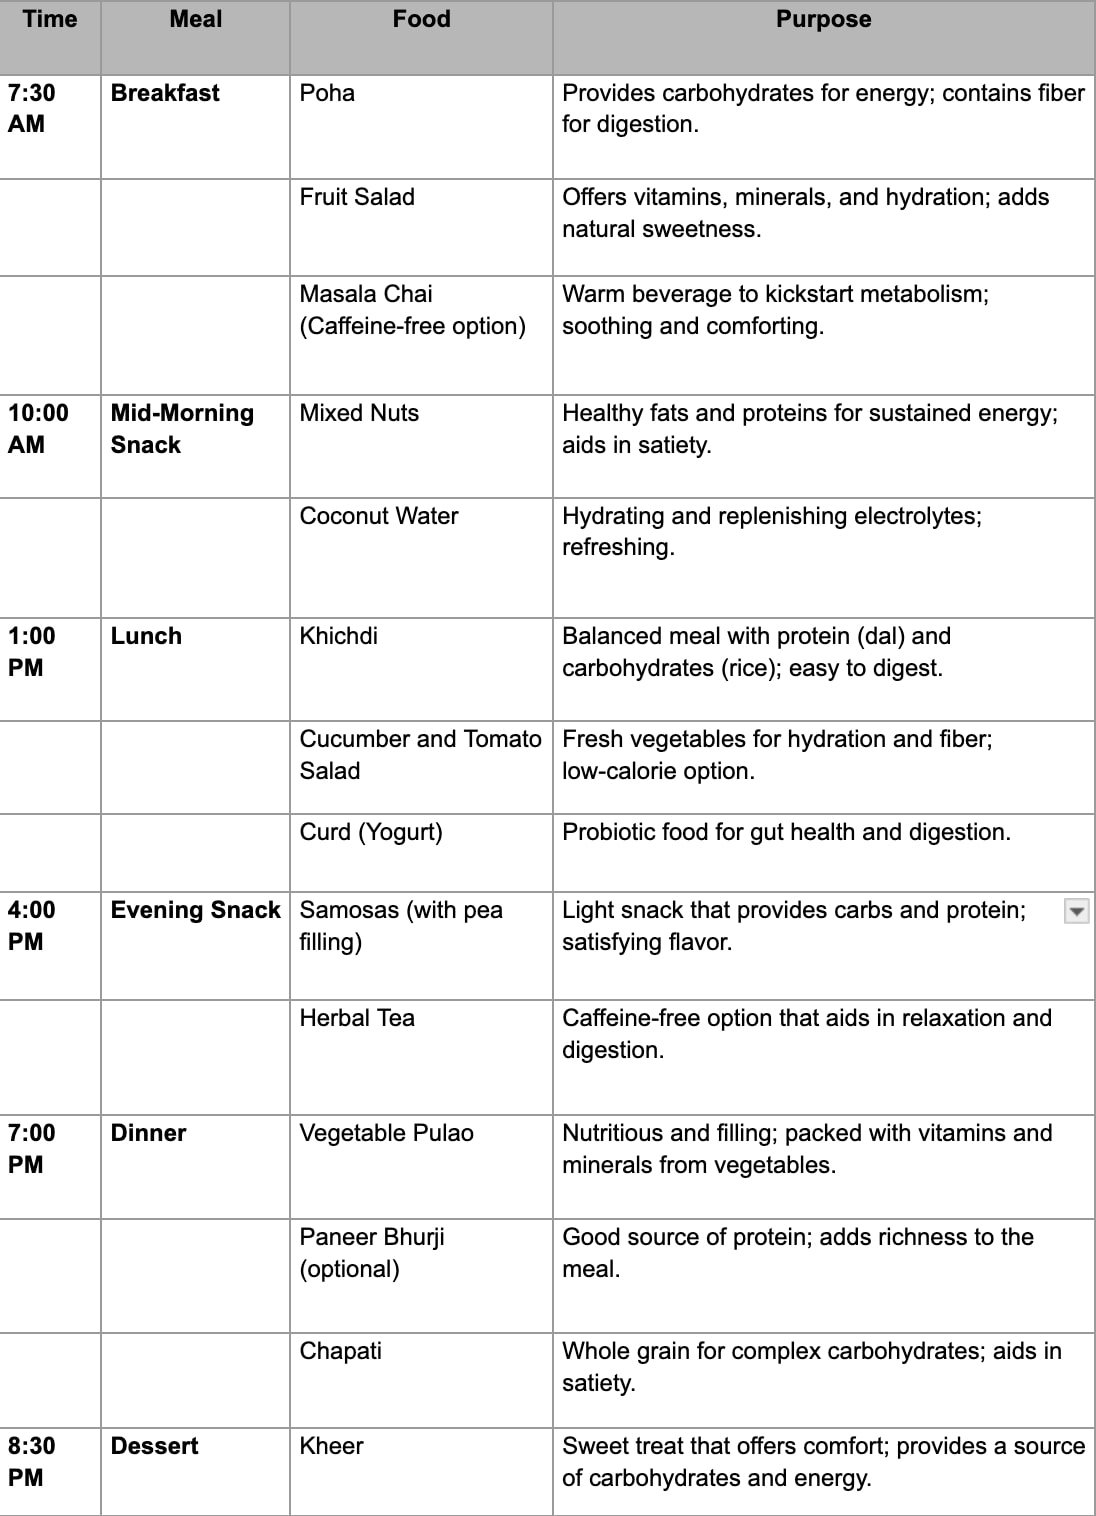 Time Meal Food Purpose
7:30 Breakfast Poha Provides carbohydrates for energy; contains fiber
AM for digestion.
Fruit Salad Offers vitamins, minerals, and hydration; adds
natural sweetness.
Masala Chai Warm beverage to kickstart metabolism;
(Caffeine-free option) soothing and comforting.
10:00 Mid-Morning Mixed Nuts Healthy fats and proteins for sustained energy;
AM Snack aids in satiety.
Coconut Water Hydrating and replenishing electrolytes;
refreshing.
1:00 Lunch Khichdi Balanced meal with protein (dal) and
PM carbohydrates (rice); easy to digest.
Cucumber and Tomato Fresh vegetables for hydration and fiber;
Salad low-calorie option.
Curd (Yogurt) Probiotic food for gut health and digestion.
4:00 Evening Snack Samosas (with pea Light snack that provides carbs and protein;
PM filling) satisfying flavor.
Herbal Tea Caffeine-free option that aids in relaxation and
digestion.
7:00 Dinner Vegetable Pulao Nutritious and filling; packed with vitamins and
PM minerals from vegetables.
Paneer Bhurji Good source of protein; adds richness to the
(optional) meal.
Chapati Whole grain for complex carbohydrates; aids in
satiety.
8:30 Dessert Kheer Sweet treat that offers comfort; provides a source
PM of carbohydrates and energy.